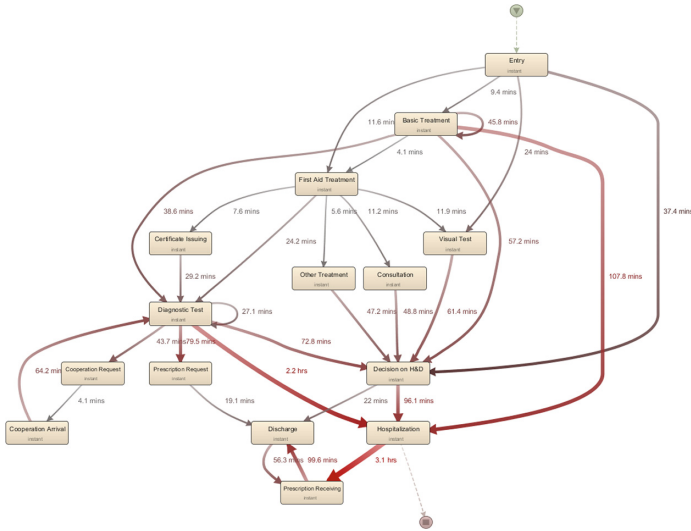 Entry
instant
9.4 mins
11.6 min
Basic Treatment
instant
45.8 mins
4.1 mins
24 mins
First Aid Treatment
instant
38.6 mins
7.6 mins
5.6 mins
11.2 mins
11.9 mins
37.4 mins
Certificate Issuing
instant
24.2 mins
Visual Test
instant
57.2 mins
29.2 mins
Other Treatment
instant
Consultation
instant
107.8 mins
Diagnostic Test
instant
27.1 mins
47.2 mins
48.8 mins
61.4 mins
43.7 mins
79.5 mins
72.8 mins
64.2 mins
Cooperation Request
instant
Prescription Request
instant
2.2 hrs
Decision on H&D
instant
4.1 mins
19.1 mins
22 mins
96.1 mins
Cooperation Arrival
instant
Discharge
instant
Hospitalization
instant
56.3 mins
99.6 mins
3.1 hrs
Prescription Receiving
instant